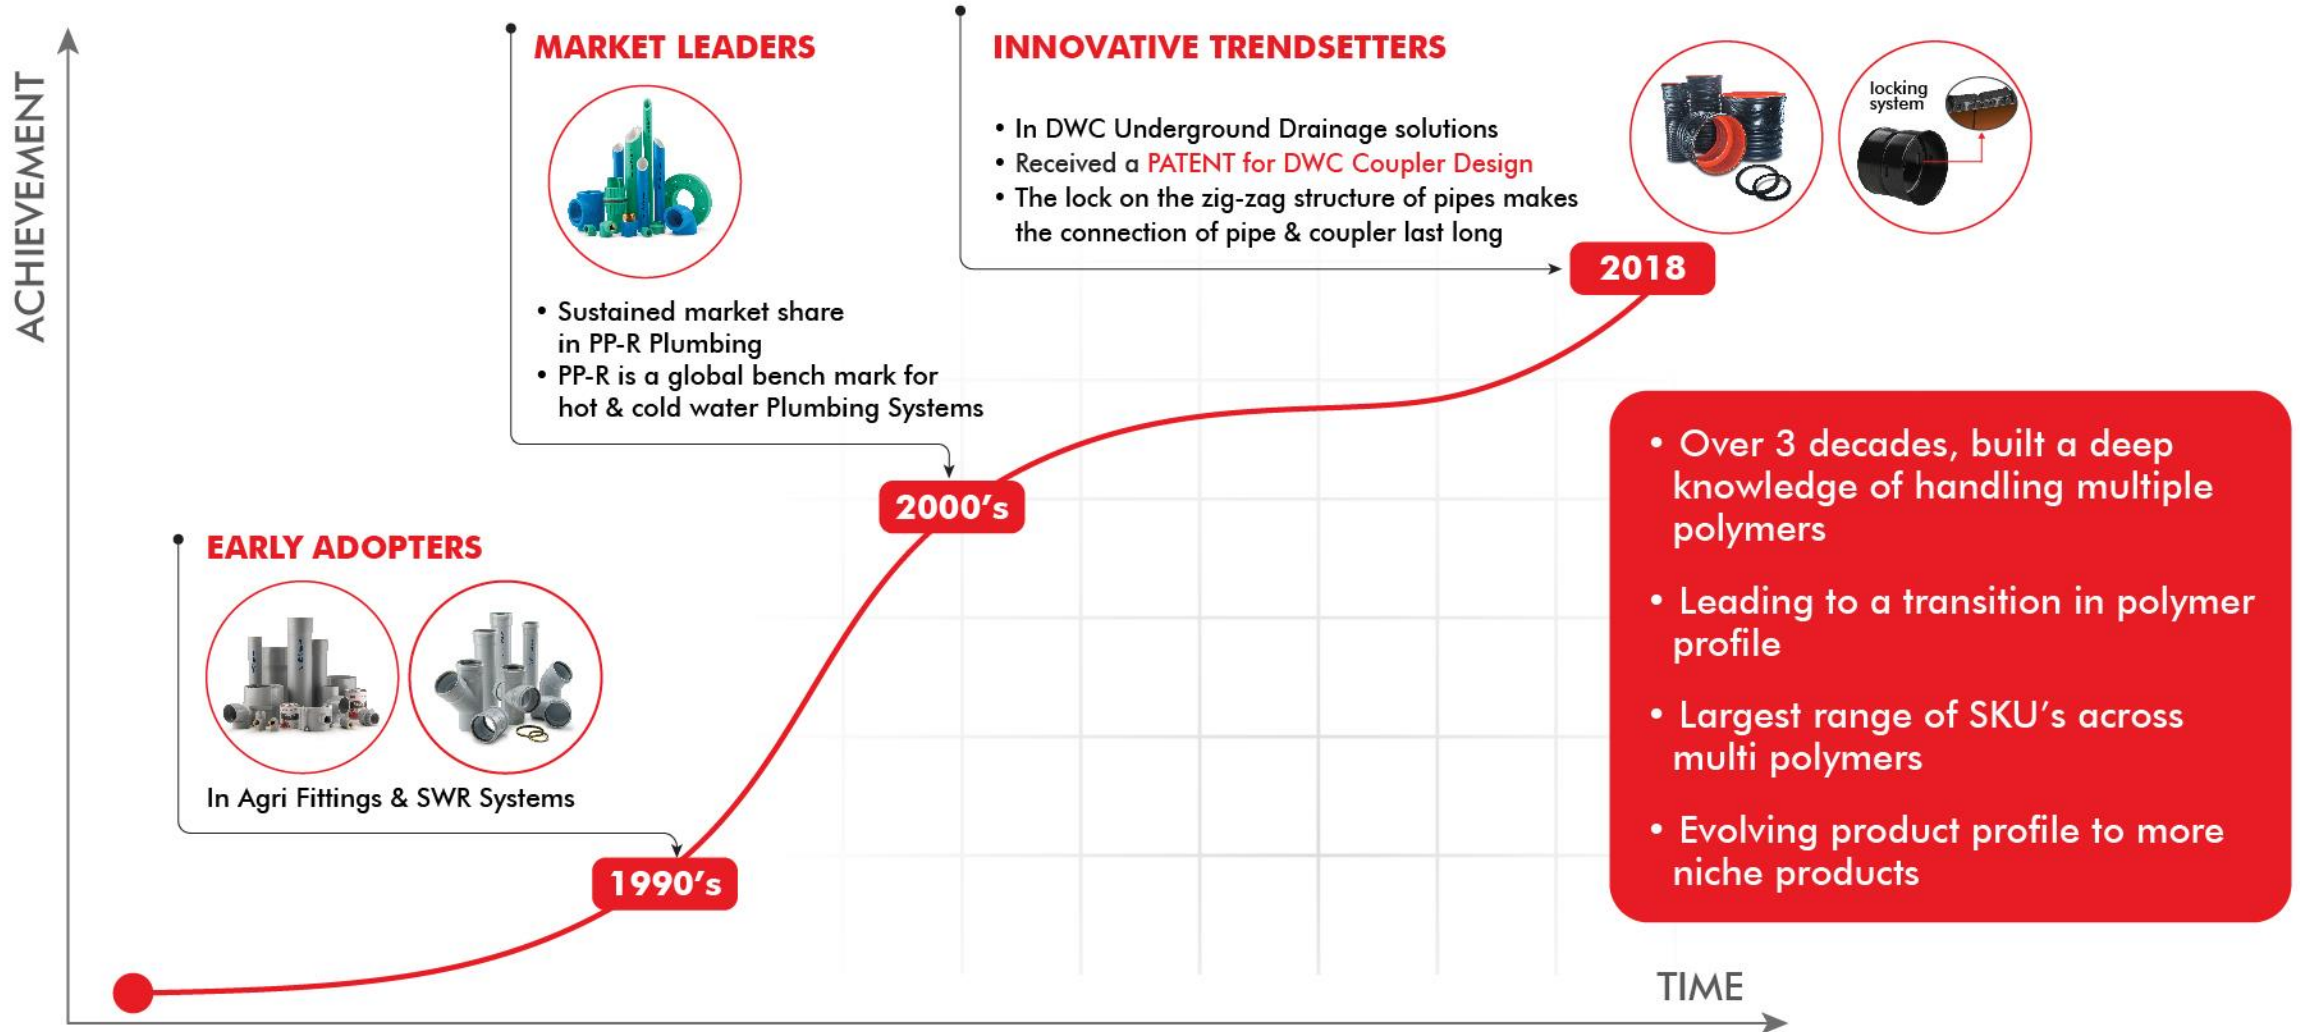 ACHIEVEMENT
MARKET LEADERS
• Sustained market share
in PP-R Plumbing
• PP-R is a global bench mark for
hot & cold water Plumbing Systems
INNOVATIVE TRENDSETTERS
• In DWC Underground Drainage solutions
• Received a PATENT for DWC Coupler Design
• The lock on the zig-zag structure of pipes makes
the connection of pipe & coupler last long
locking
system
2018
2000's
EARLY ADOPTERS
In Agri Fittings & SWR Systems
1990's
• Over 3 decades, built a deep
knowledge of handling multiple
polymers
• Leading to a transition in polymer
profile
• Largest range of SKU's across
multi polymers
• Evolving product profile to more
niche products
TIME